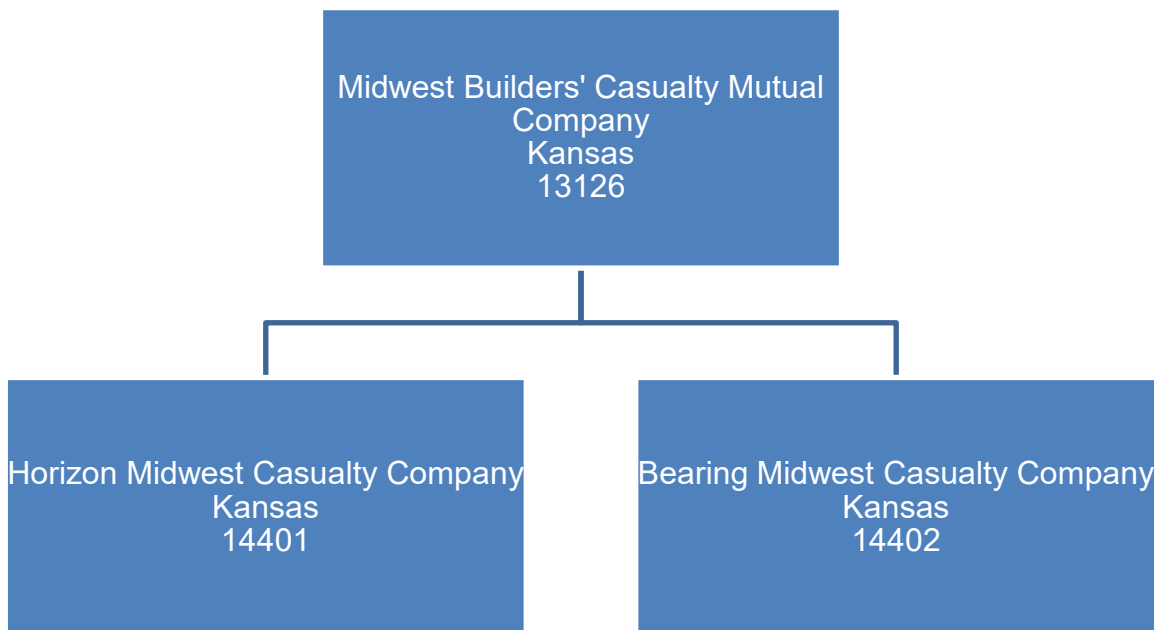 Midwest Builders' Casualty Mutual
Company
Kansas
13126
Horizon Midwest Casualty Company
Kansas
14401
Bearing Midwest Casualty Company
Kansas
14402